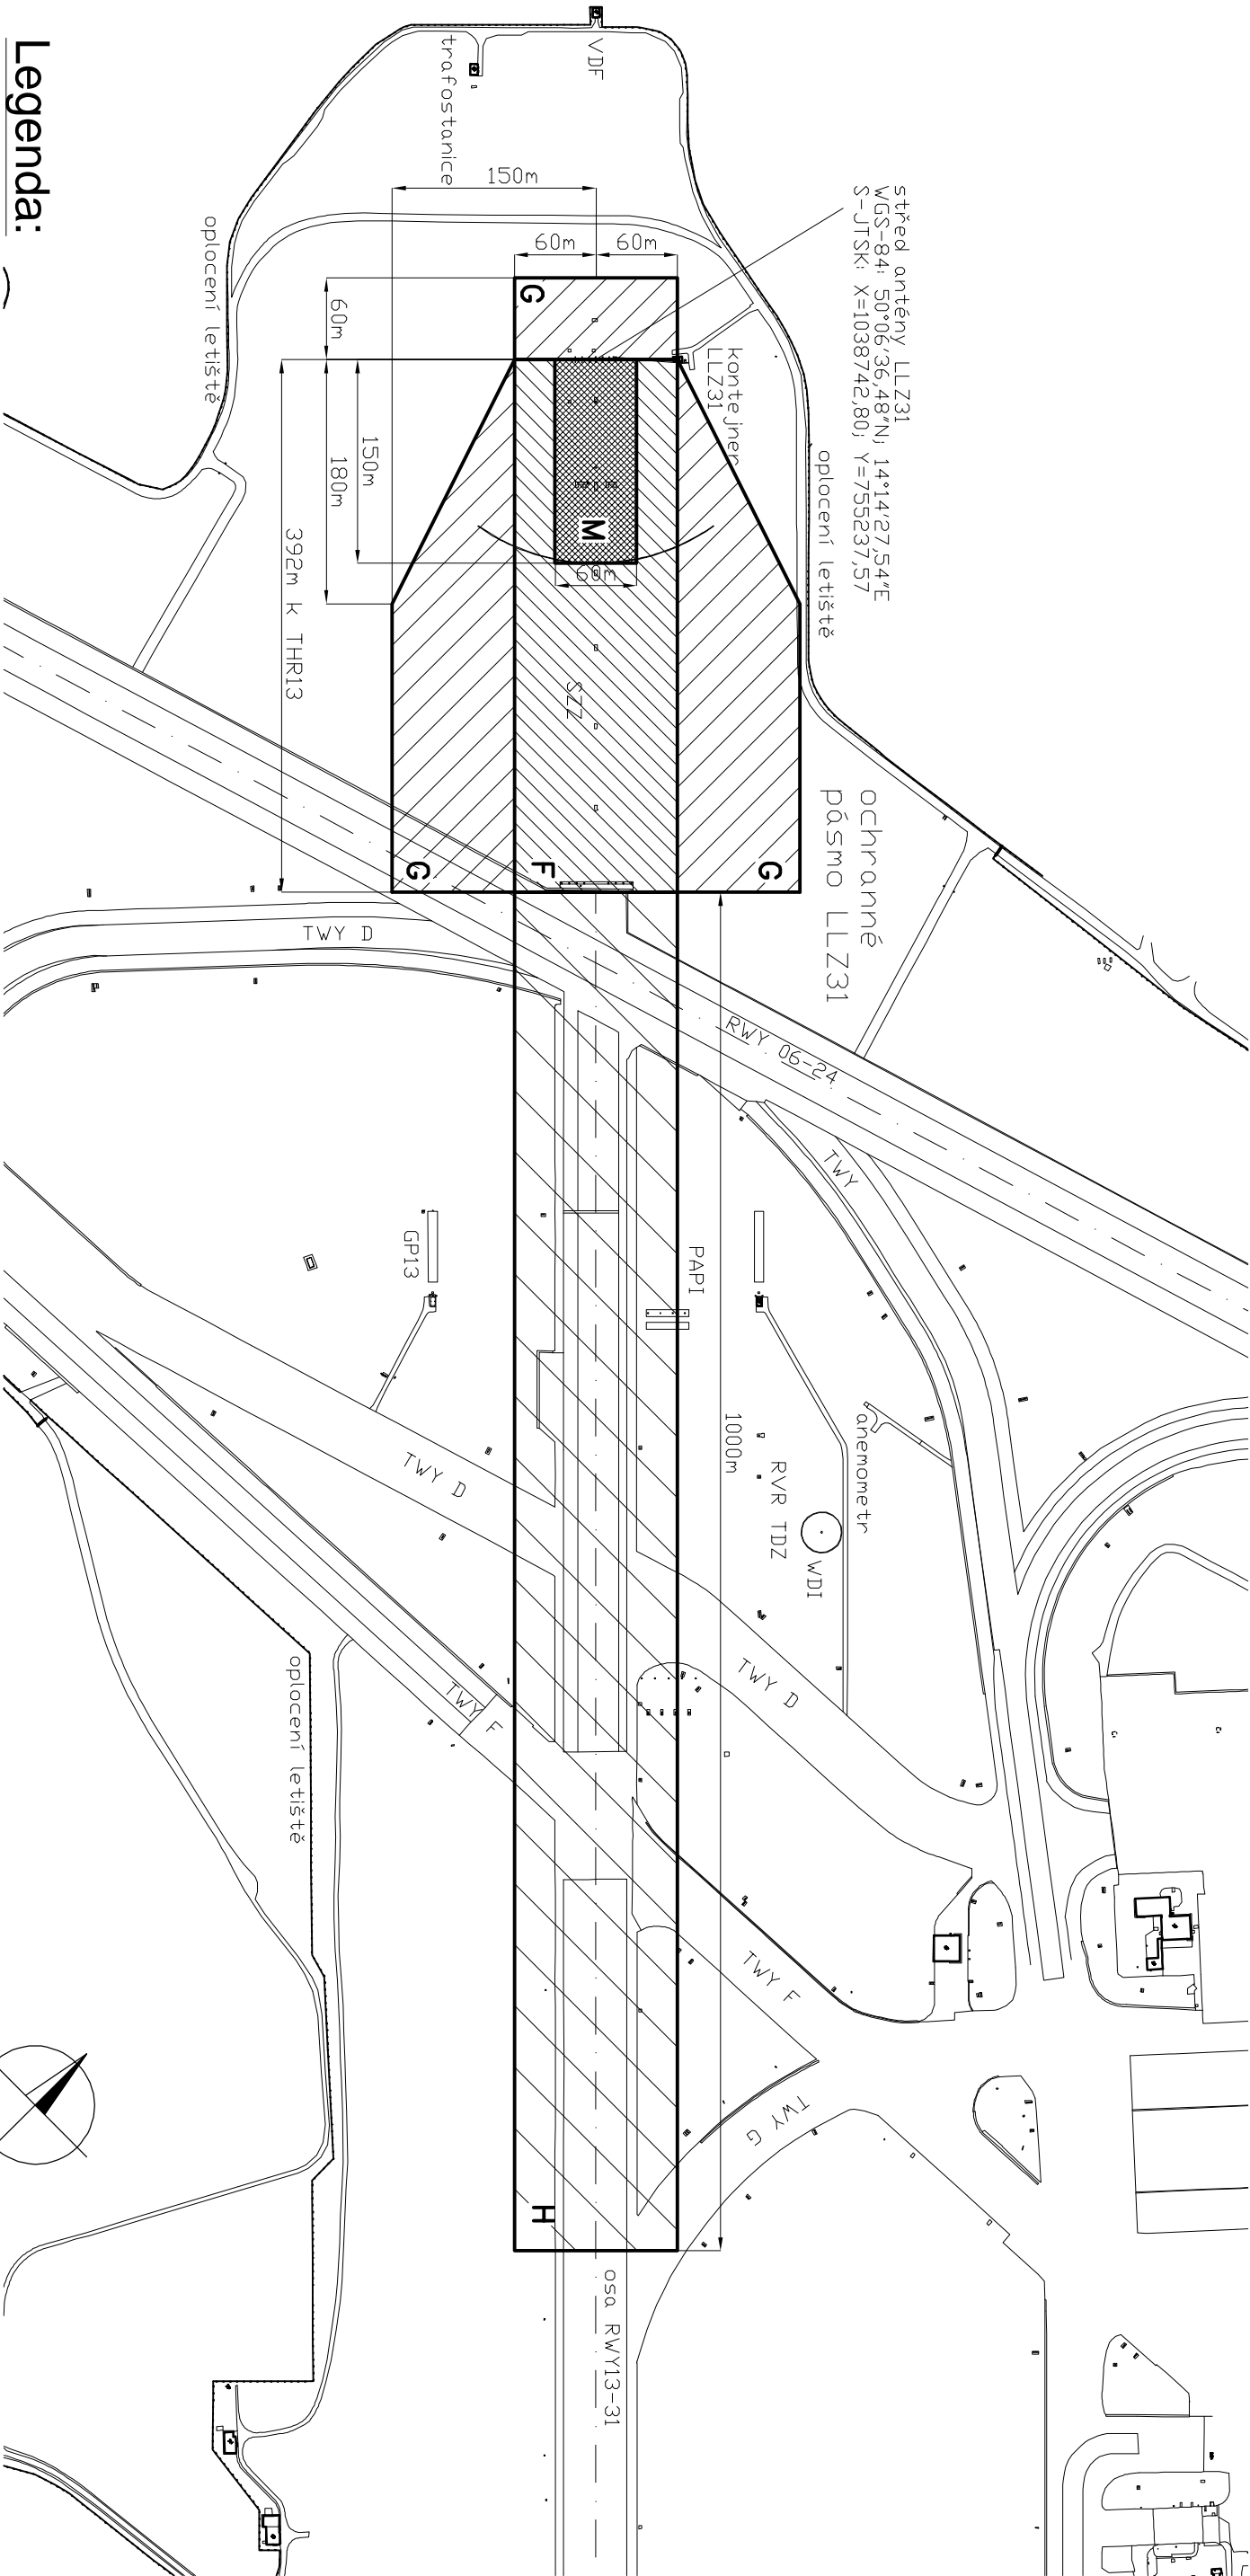 Legenda:
VDF
trafostanice
150m
60m
60m
oplocení letiště
60m
150m
180m
392m k THR13
střed antény LLZ31
WGS-84: 50°06'36,48"N; 14°14'27,54"E
S-JTSK: X=1038742,80; Y=755237,57
kontejner
LLZ31
oplocení letiště
G
M
60m
SZZ
G
F
G
ochranné
pásmo LLZ31
TWY D
RWY 06-24
TWY
GP13
PAPI
1000m
anemometr
RVR TDZ
WDI
TWY D
TWY D
TWY F
oplocení letiště
TWY F
TWY G
H
osa RWY13-31